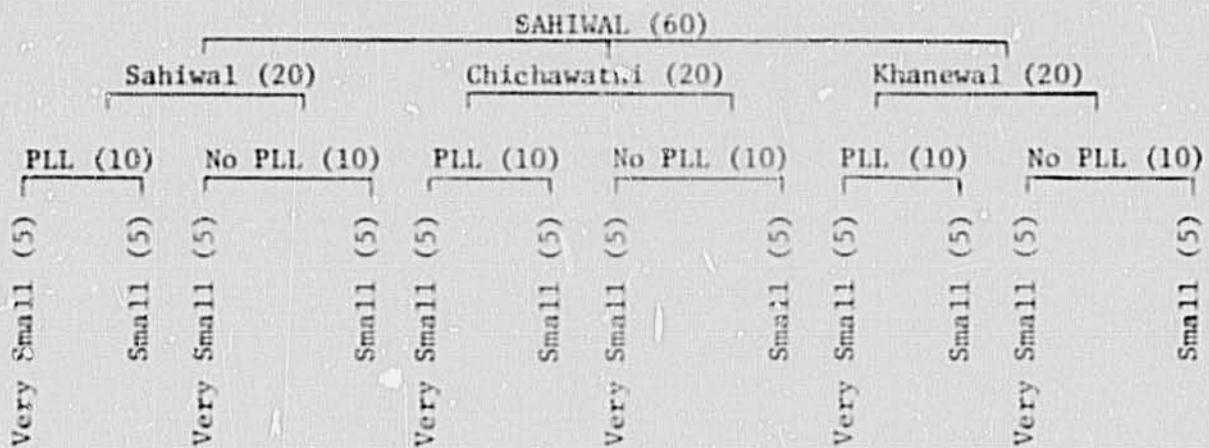 SAHIWAL (60)
Sahiwal (20) Chichawatni (20) Khanewal (20)
PLL (10) No PLL (10) PLL (10) No PLL (10) PLL (10) No PLL (10)
Very Small (5) Small (5) Very Small (5) Small (5) Very Small (5) Small (5) Very Small (5) Small (5) Very Small (5) Small (5) Very Small (5) Small (5)